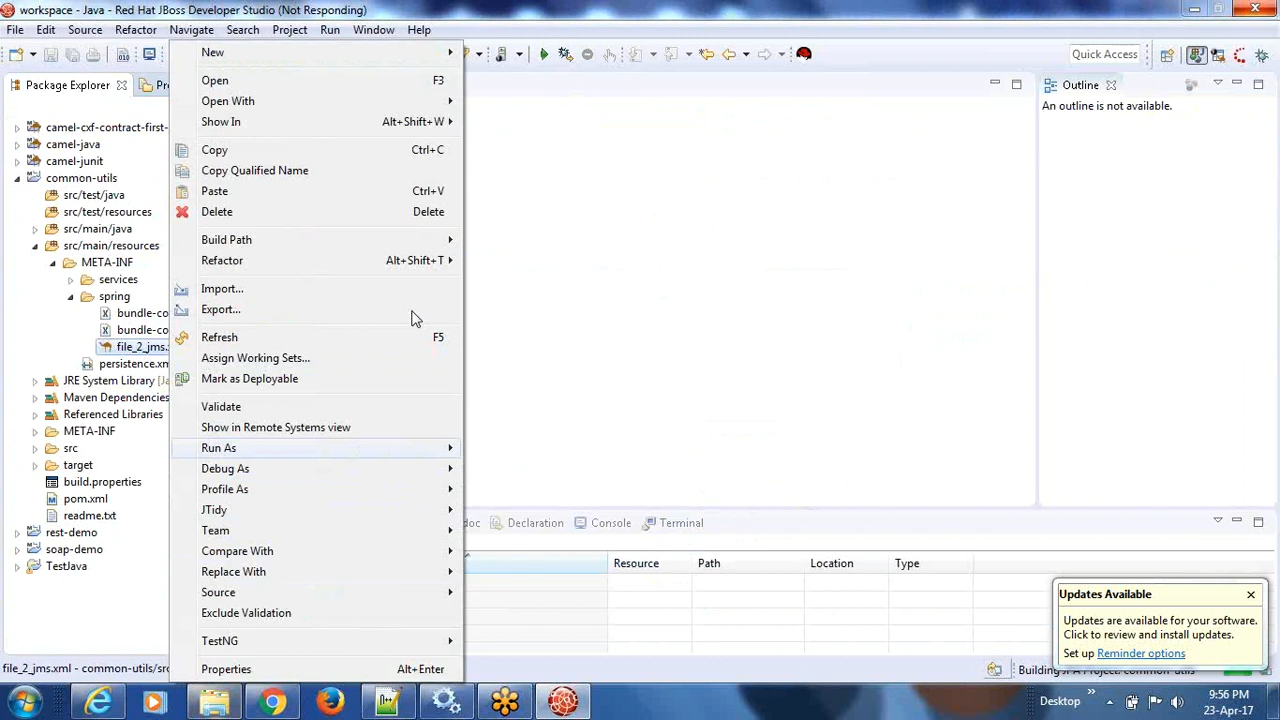 workspace - Java - Red Hat JBoss Developer Studio (Not Responding)
File Edit Source Refactor Navigate Search Project Run Window Help
Quick Access
Package Explorer
Outline
An outline is not available.
camel-cxf-contract-first-
camel-java
camel-junit
common-utils
src/test/java
src/test/resources
src/main/java
src/main/resources
META-INF
services
spring
bundle-co
bundle-co
file_2_jms.
persistence.xm
JRE System Library [Ja
Maven Dependencies
Referenced Libraries
META-INF
src
target
build.properties
pom.xml
readme.txt
rest-demo
soap-demo
TestJava
New
Open F3
Open With
Show In Alt+Shift+W
Copy Ctrl+C
Copy Qualified Name
Paste Ctrl+V
Delete Delete
Build Path
Refactor Alt+Shift+T
Import...
Export...
Refresh F5
Assign Working Sets...
Mark as Deployable
Validate
Show in Remote Systems view
Run As
Debug As
Profile As
JTidy
Team
Compare With
Replace With
Source
Exclude Validation
TestNG
Properties Alt+Enter
doc Declaration Console Terminal
Resource Path Location Type
Updates Available
Updates are available for your software.
Click to review and install updates.
Set up Reminder options
file_2_jms.xml - common-utils/src
Building JPA Project: common-utils
Desktop
9:56 PM
23-Apr-17